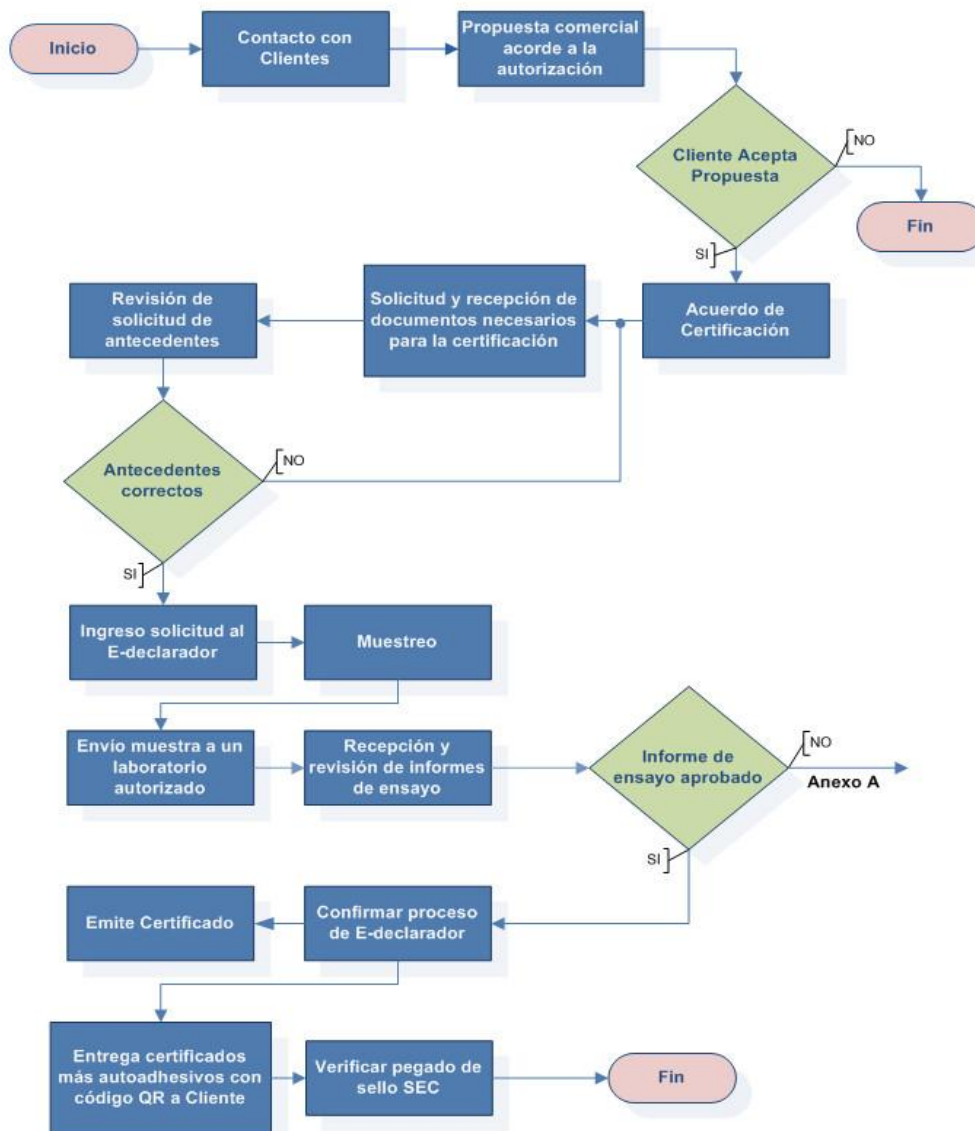 Inicio
Contacto con
Clientes
Propuesta comercial
acorde a la
autorización
Cliente Acepta
Propuesta
NO
Fin
SI
Acuerdo de
Certificación
Solicitud y recepción de
documentos necesarios
para la certificación
Revisión de
solicitud de
antecedentes
Antecedentes
correctos
NO
SI
Ingreso solicitud al
E-declarador
Muestreo
Envío muestra a un
laboratorio
autorizado
Recepción y
revisión de informes
de ensayo
Informe de
ensayo aprobado
NO
Anexo A
SI
Confirmar proceso
de E-declarador
Emite Certificado
Entrega certificados
más autoadhesivos con
código QR a Cliente
Verificar pegado de
sello SEC
Fin